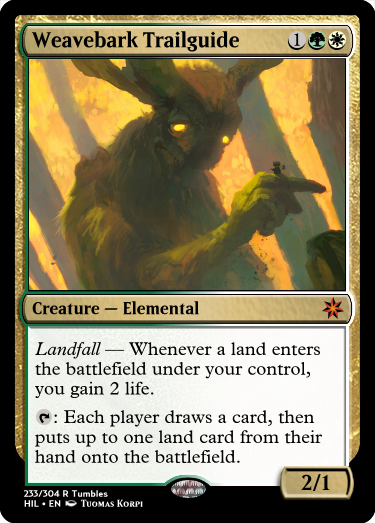 Weavebark Trailguide 1
Creature — Elemental
Landfall — Whenever a land enters
the battlefield under your control,
you gain 2 life.
: Each player draws a card, then
puts up to one land card from their
hand onto the battlefield.
2/1
233/304 R Tumbles
HIL • EN Tuomas Korpi